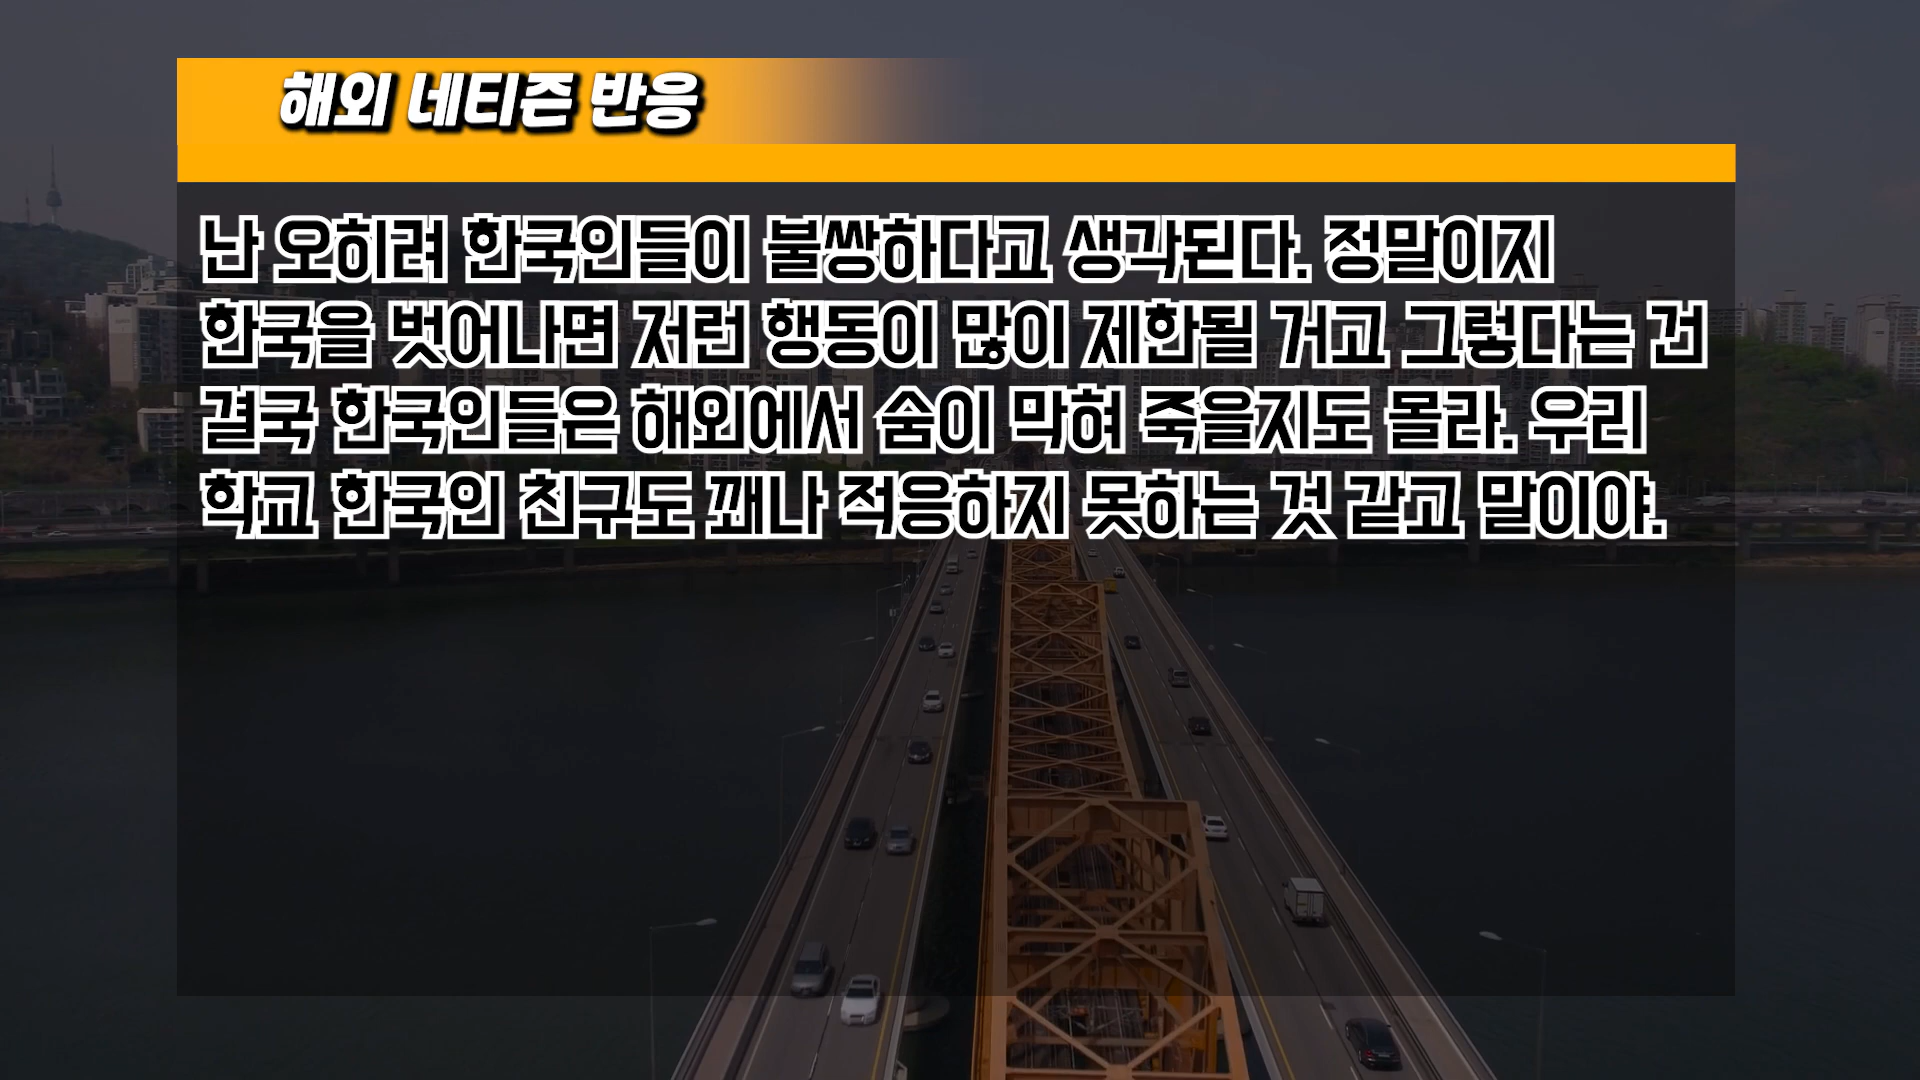 해외 네티즌 반응
난 오히려 한국인들이 불쌍하다고 생각된다. 정말이지
한국을 벗어나면 저런 행동이 많이 제한될 거고 그렇다는 건
결국 한국인들은 해외에서 숨이 막혀 죽을지도 몰라. 우리
학교 한국인 친구도 꽤나 적응하지 못하는 것 같고 말이야.